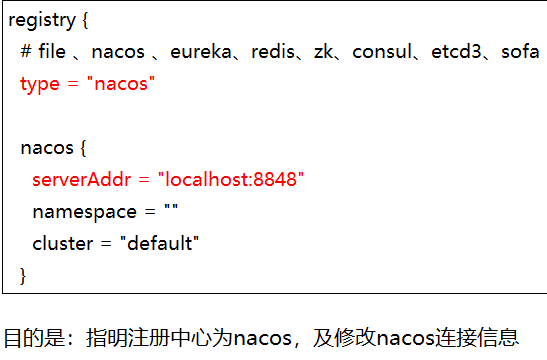 registry {
# file 、nacos 、eureka、redis、zk、consul、etcd3、sofa
type = "nacos"
nacos {
serverAddr = "localhost:8848"
namespace = ""
cluster = "default"
}
目的是：指明注册中心为nacos，及修改nacos连接信息